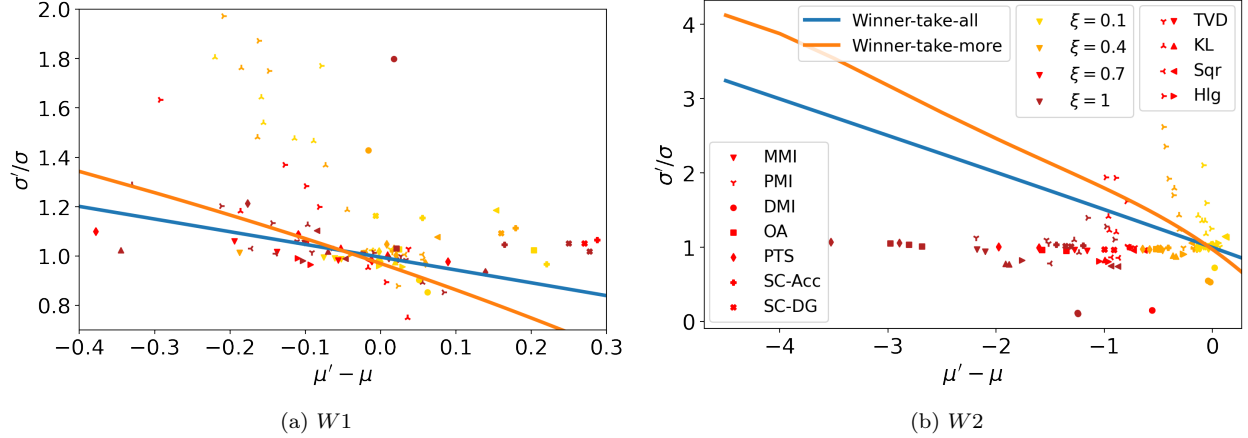 2.0
1.8
1.6
1.4
1.2
1.0
0.8
σ′/σ
−0.4 −0.3 −0.2 −0.1 0.0 0.1 0.2 0.3
μ′ − μ
(a) W1
Winner-take-all
Winner-take-more
ξ = 0.1
ξ = 0.4
ξ = 0.7
ξ = 1
TVD
KL
Sqr
Hlg
MMI
PMI
DMI
OA
PTS
SC-Acc
SC-DG
4
3
2
1
0
σ′/σ
−4 −3 −2 −1 0
μ′ − μ
(b) W2